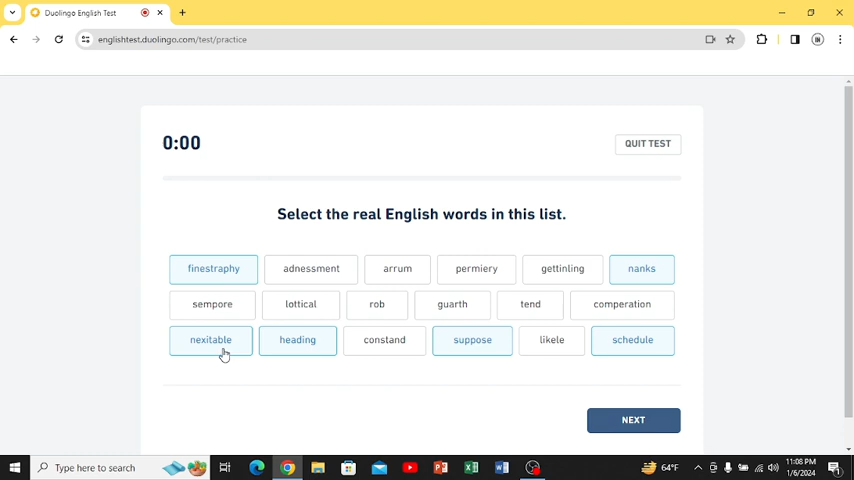 Duolingo English Test
englishtest.duolingo.com/test/practice
0:00
QUIT TEST
Select the real English words in this list.
finestraphy adnessment arrum permiery gettinling nanks
sempore lottical rob guarth tend comperation
nexitable heading constand suppose likele schedule
NEXT
Type here to search
64°F
11:08 PM
1/6/2024